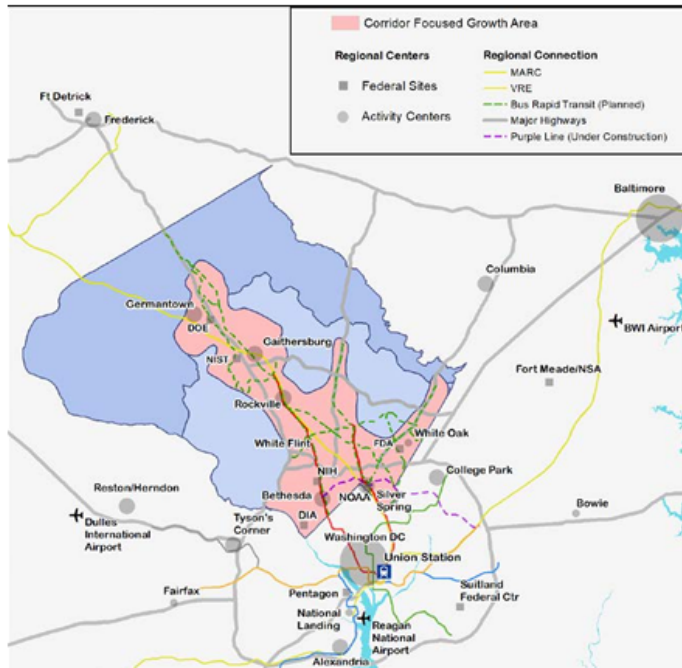 Corridor Focused Growth Area
Regional Centers
Federal Sites
Activity Centers
Regional Connection
MARC
VRE
Bus Rapid Transit (Planned)
Major Highways
Purple Line (Under Construction)
Ft Detrick
Frederick
Baltimore
Columbia
Germantown
DOE
BWI Airport
Gaithersburg
NIST
Fort Meade/NSA
Rockville
White Oak
White Flint
FDA
NIH
College Park
Reston/Herndon
Bethesda
NOAA
Silver
Spring
Bowie
DIA
Dulles
International
Airport
Tyson's
Corner
Washington DC
Union Station
Fairfax
Pentagon
Suitland
Federal Ctr
National
Landing
Reagan
National
Airport
Alexandria